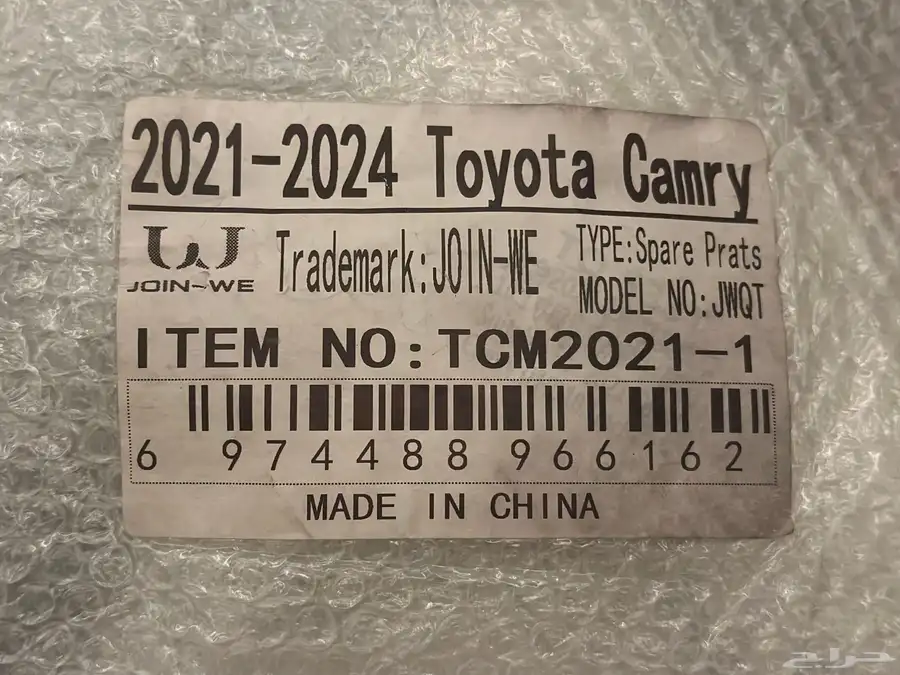 2021-2024 Toyota Camry
JOIN-WE
Trademark:JOIN-WE
TYPE:Spare Prats
MODEL NO:JWQT
ITEM NO:TCM2021-1
6 974488 966162
MADE IN CHINA
حراج